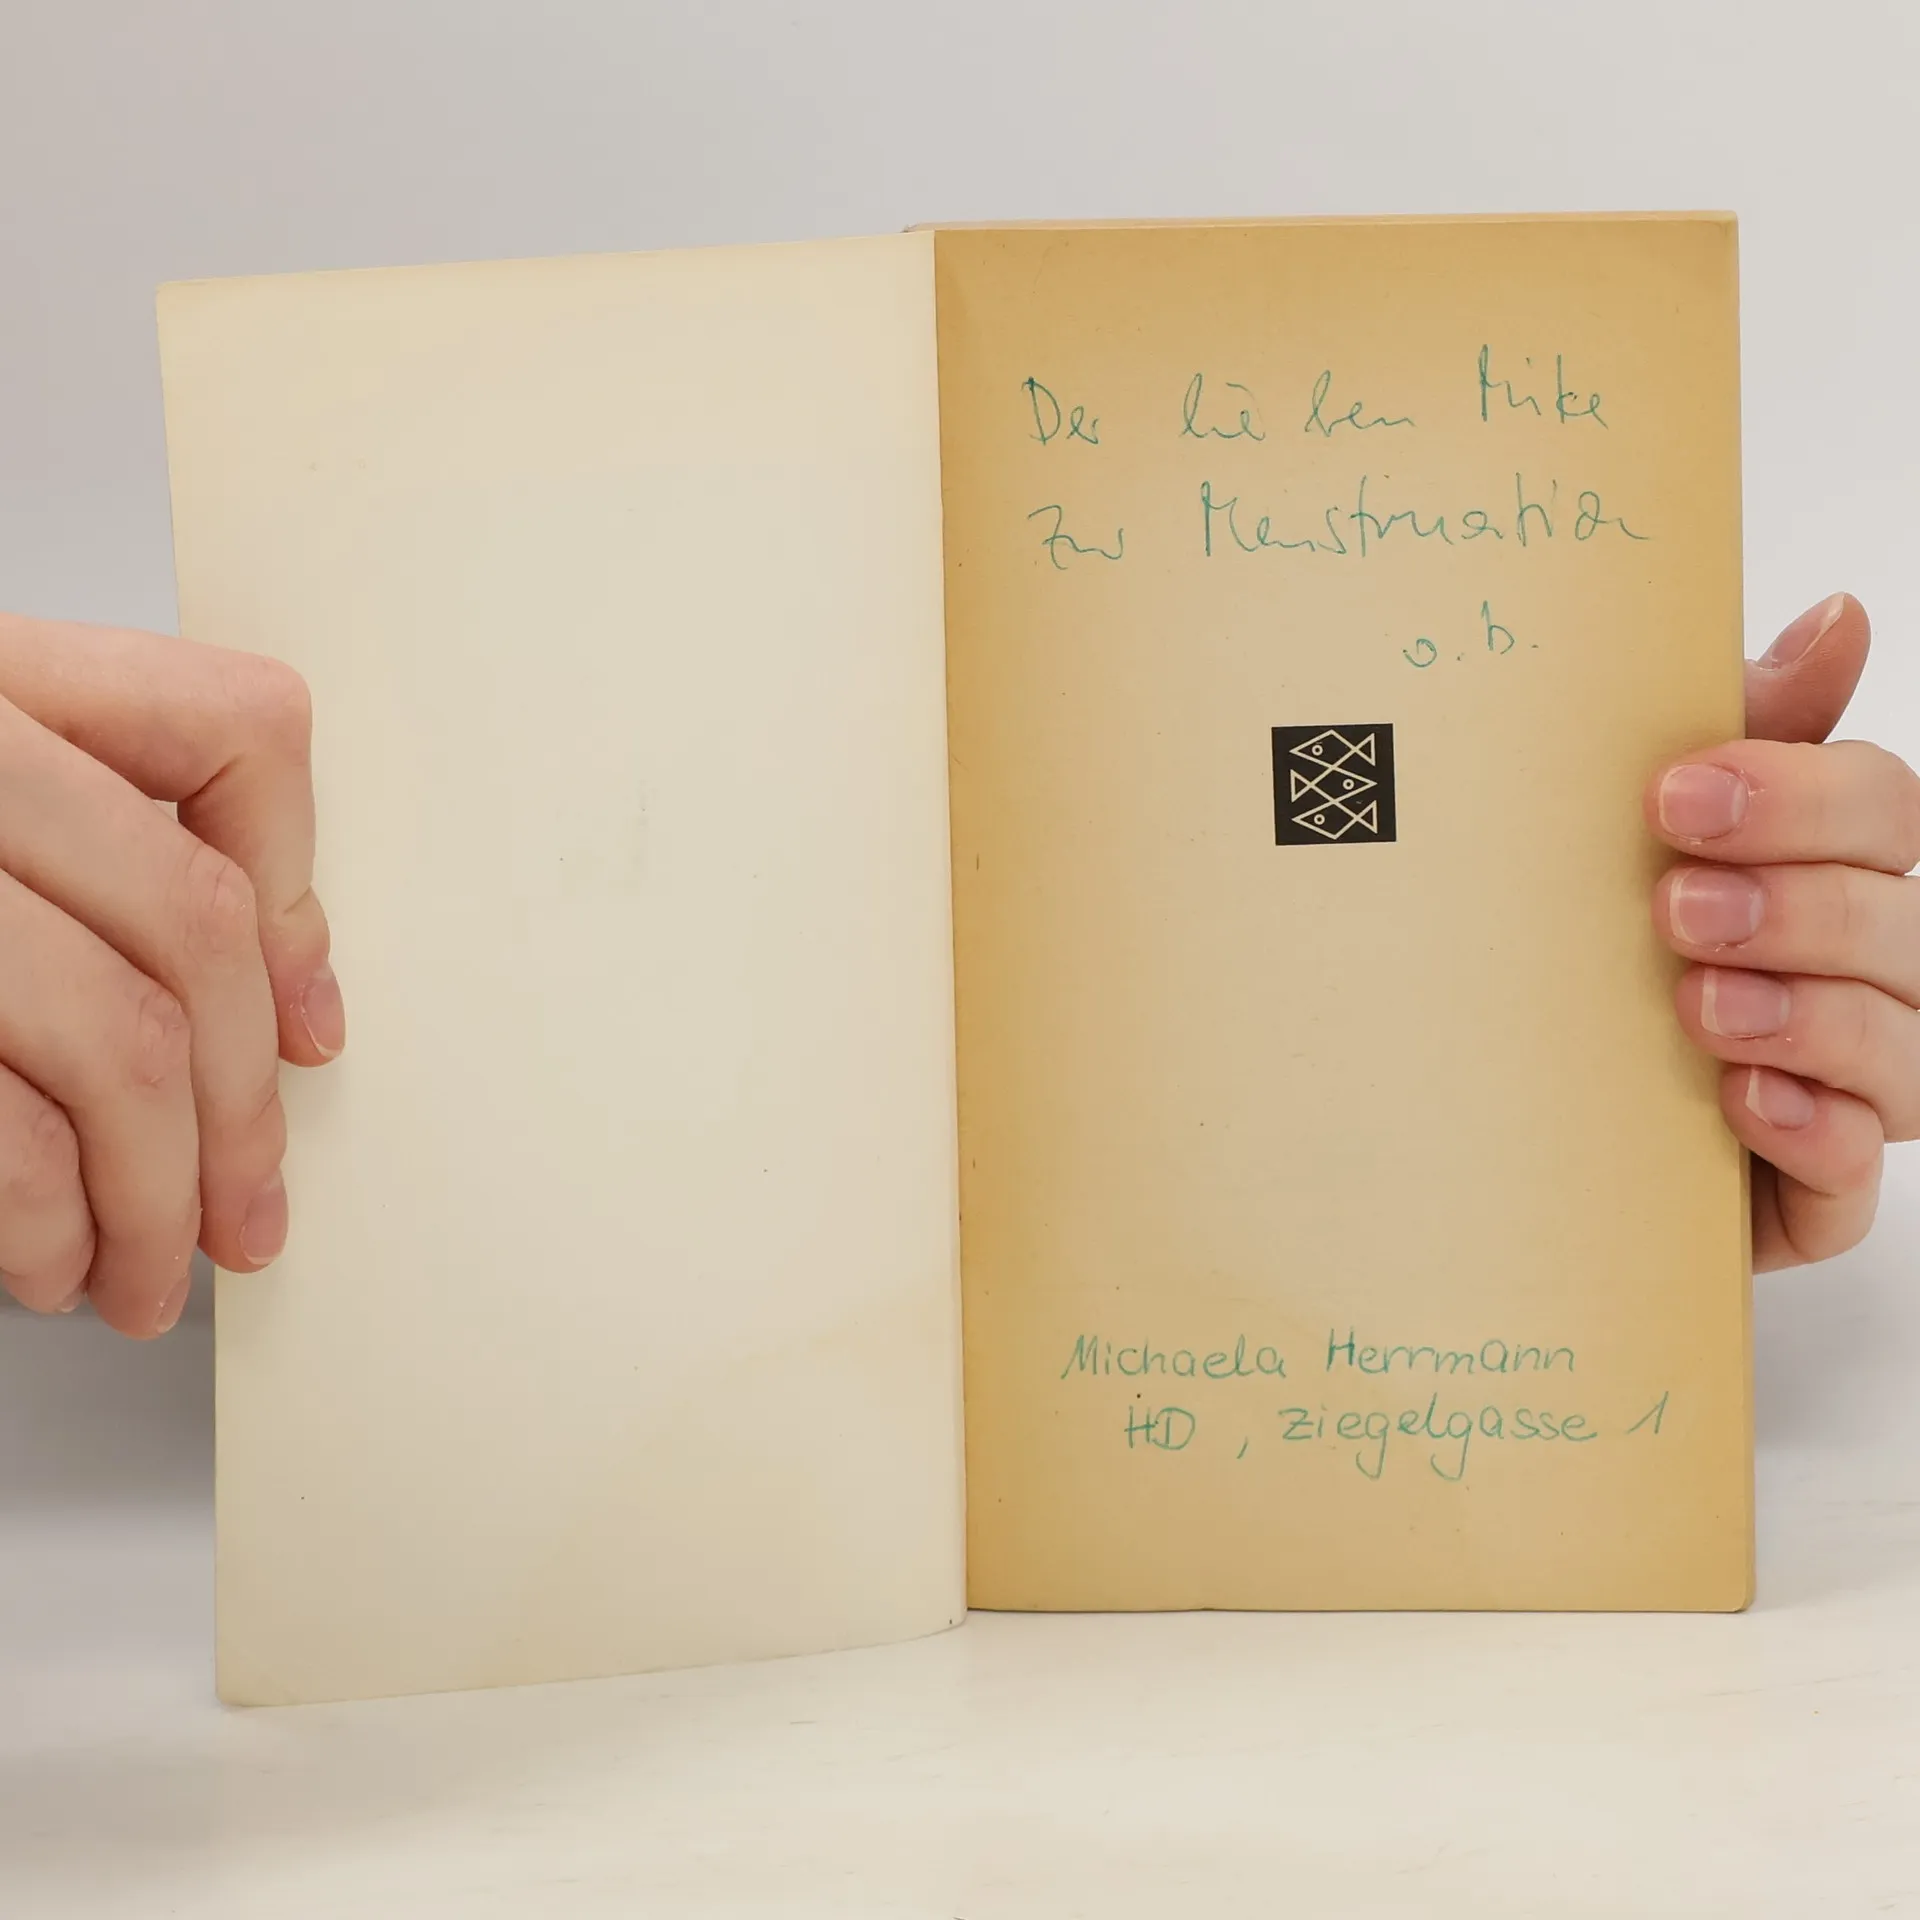 Der lieben Mike
zur Menstruation
o.b.
Michaela Herrmann
HD, Ziegelgasse 1